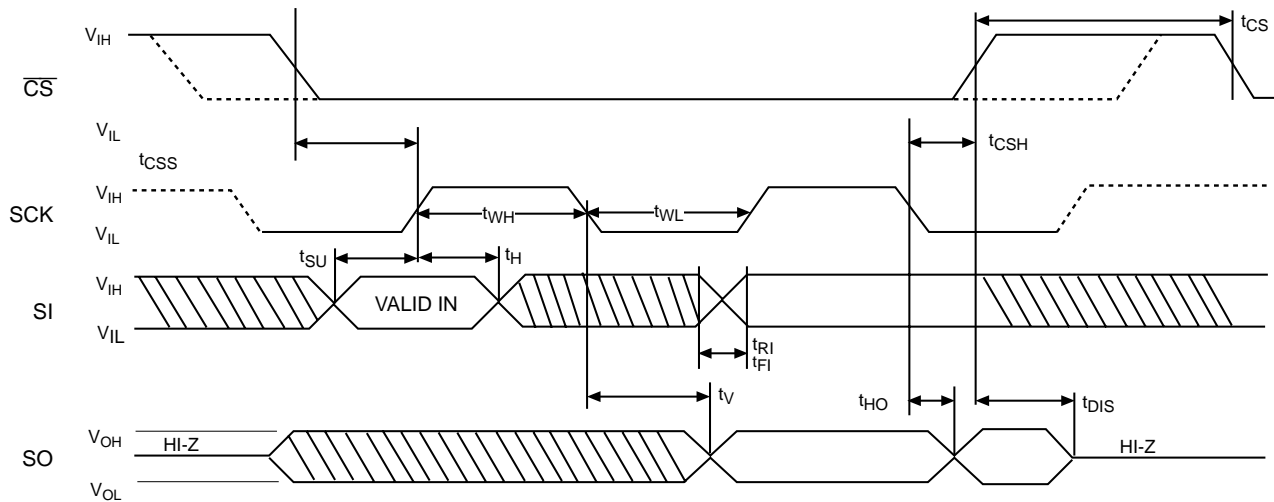 V_IH
t_CS
C̅S̅
V_IL
t_CSS
t_CSH
V_IH
SCK
t_WH
t_WL
V_IL
t_SU
t_H
V_IH
SI
VALID IN
V_IL
t_RI
t_FI
t_V
t_HO
t_DIS
V_OH
HI-Z
HI-Z
SO
V_OL